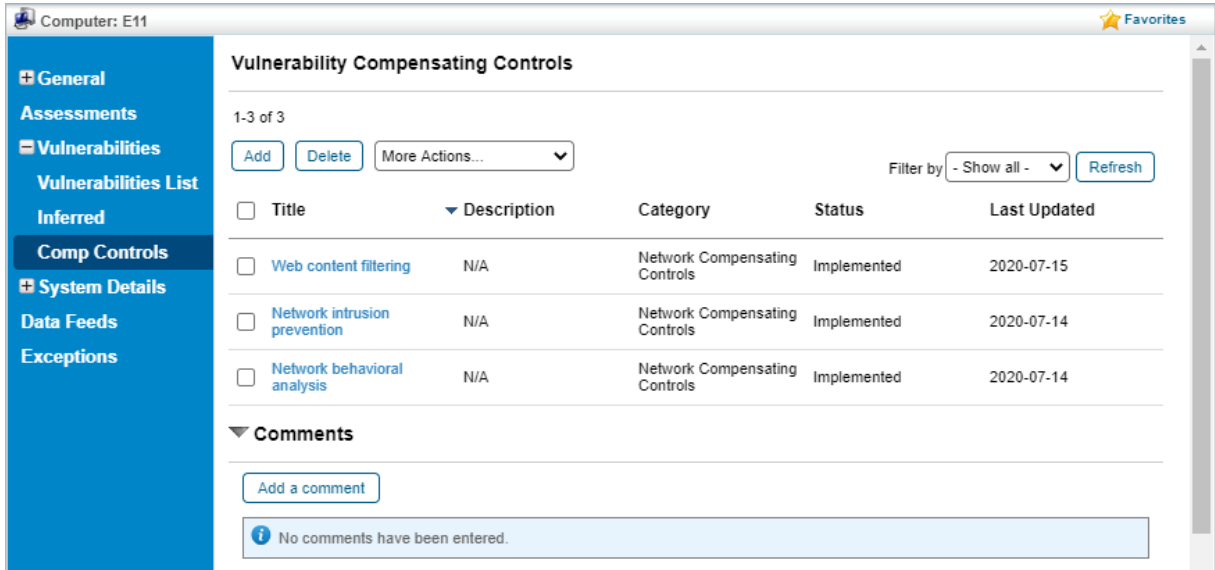 Computer: E11
Favorites
General
Assessments
Vulnerabilities
Vulnerabilities List
Inferred
Comp Controls
System Details
Data Feeds
Exceptions
Vulnerability Compensating Controls
1-3 of 3
Add Delete More Actions...
Filter by - Show all - Refresh
Title Description Category Status Last Updated
Web content filtering N/A Network Compensating Controls Implemented 2020-07-15
Network intrusion prevention N/A Network Compensating Controls Implemented 2020-07-14
Network behavioral analysis N/A Network Compensating Controls Implemented 2020-07-14
Comments
Add a comment
No comments have been entered.